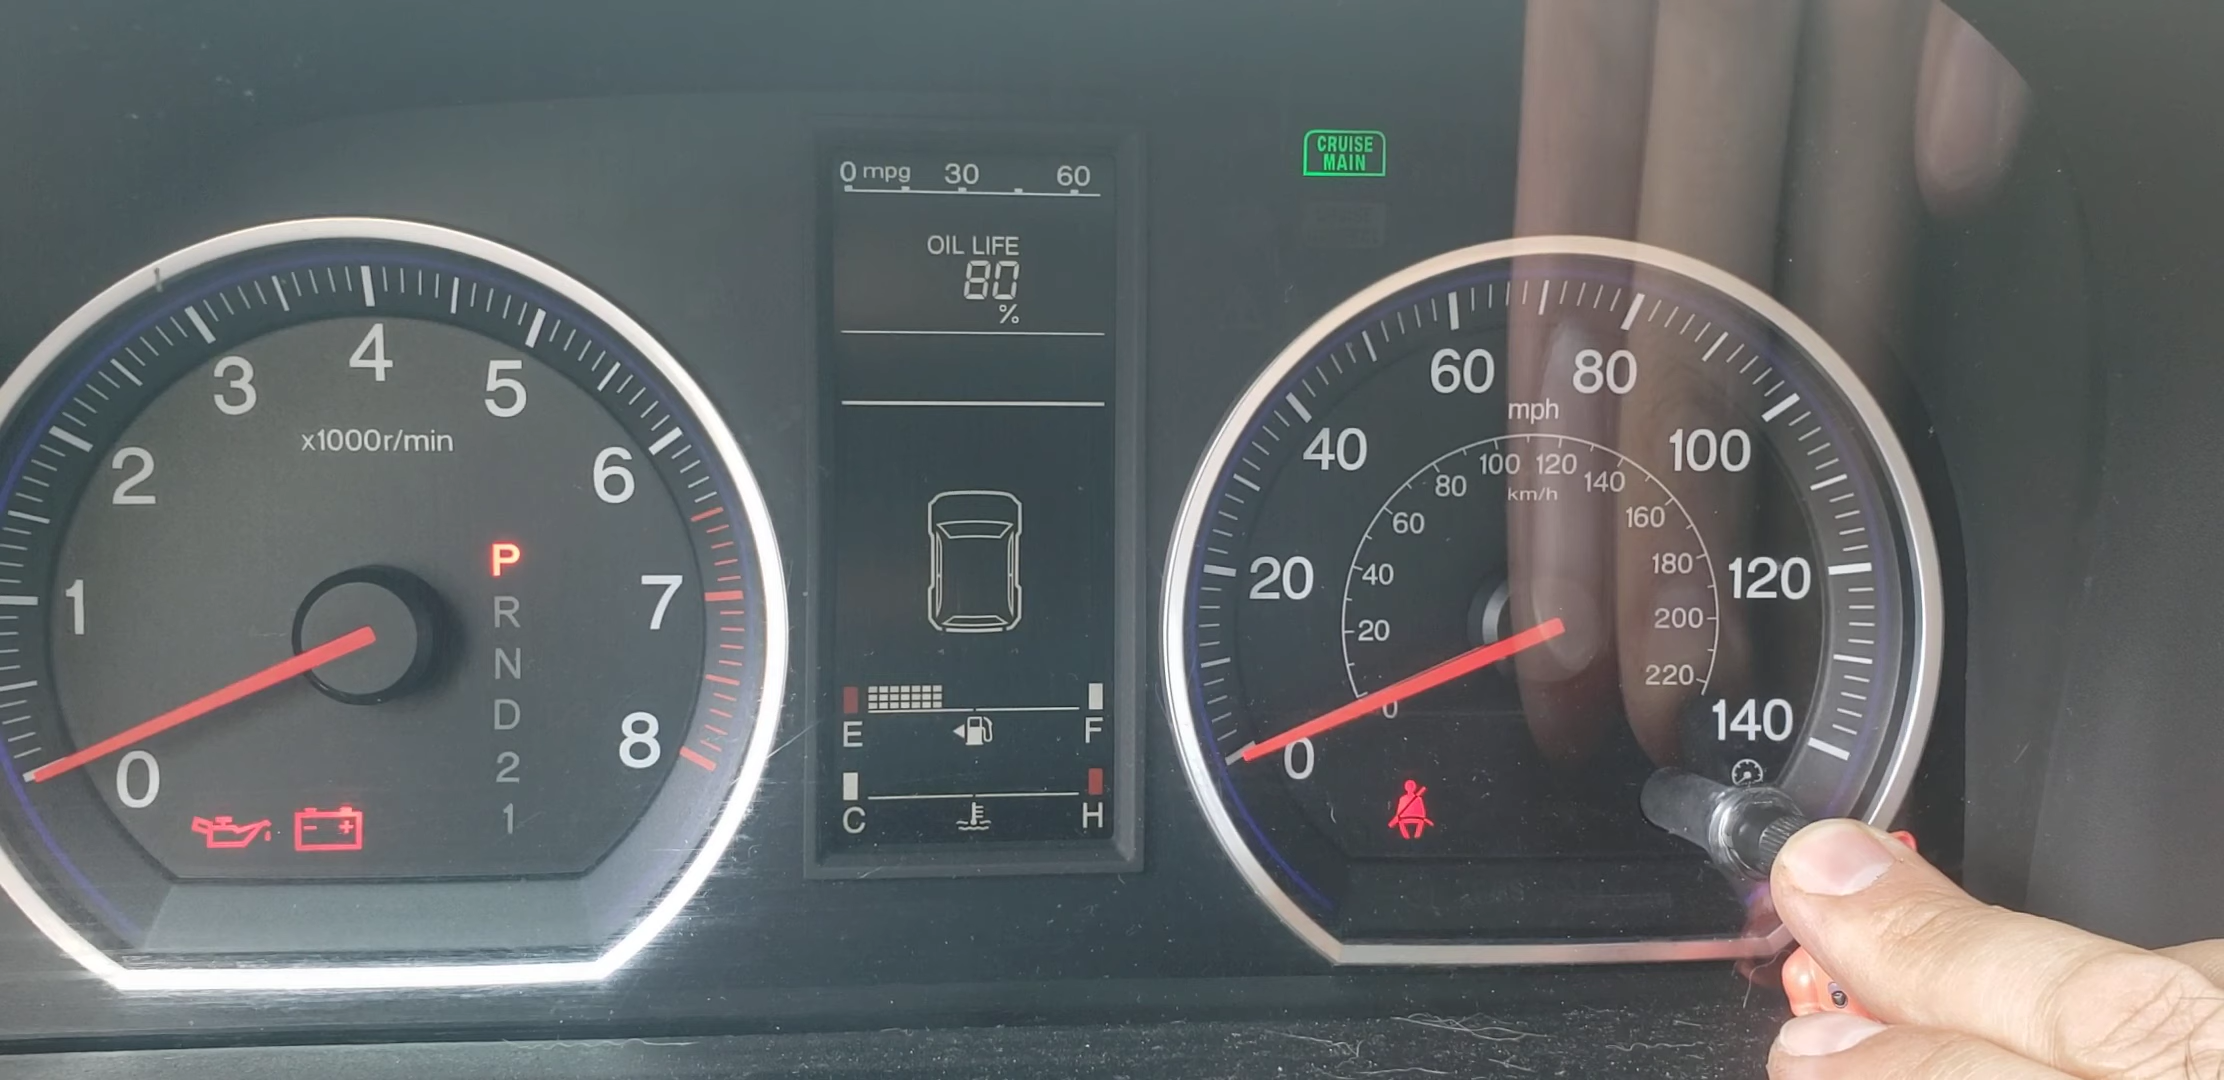 0 1 2 3 4 5 6 7 8
x1000r/min
P
R
N
D
2
1
0 mpg 30 60
OIL LIFE
80
%
E F
C H
CRUISE
MAIN
0 20 40 60 80 100 120 140
mph
0 20 40 60 80 100 120 140 160 180 200 220
km/h